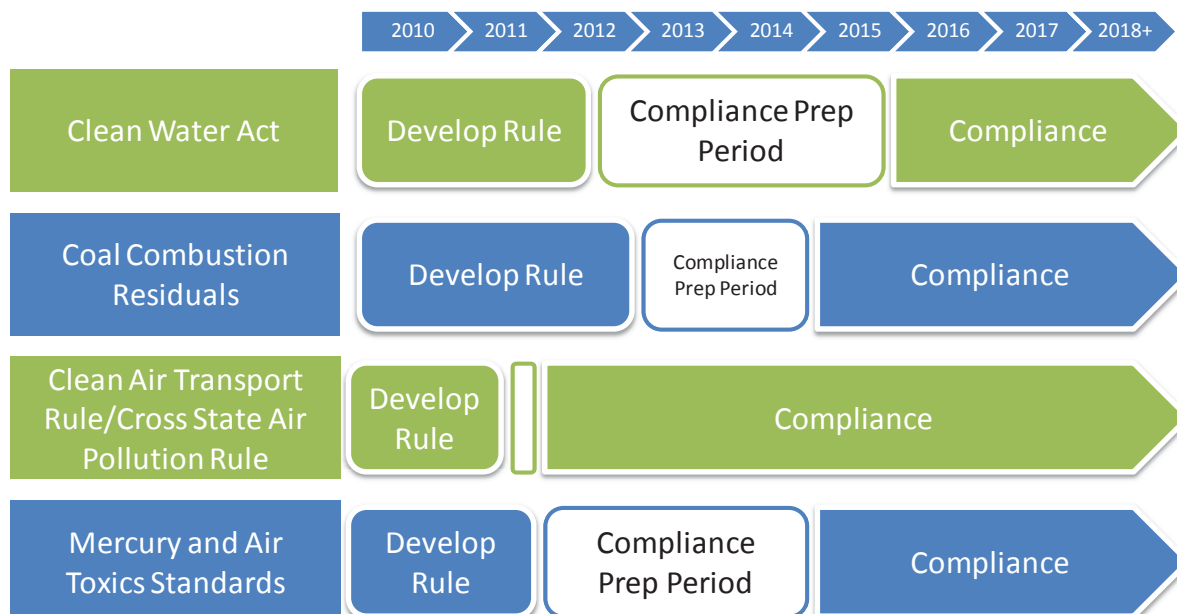 2010 2011 2012 2013 2014 2015 2016 2017 2018+
Clean Water Act
Develop Rule
Compliance Prep
Period
Compliance
Coal Combustion
Residuals
Develop Rule
Compliance
Prep Period
Compliance
Clean Air Transport
Rule/Cross State Air
Pollution Rule
Develop
Rule
Compliance
Mercury and Air
Toxics Standards
Develop
Rule
Compliance
Prep Period
Compliance